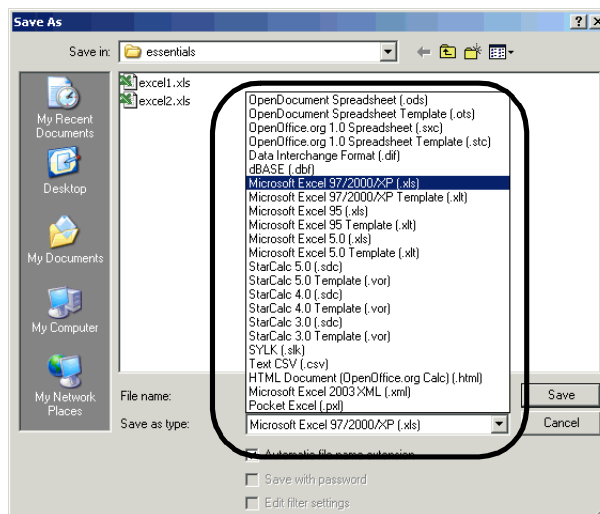 Save As
Save in:
essentials
excel1.xls
excel2.xls
My Recent
Documents
Desktop
My Documents
My Computer
My Network
Places
OpenDocument Spreadsheet (.ods)
OpenDocument Spreadsheet Template (.ots)
OpenOffice.org 1.0 Spreadsheet (.sxc)
OpenOffice.org 1.0 Spreadsheet Template (.stc)
Data Interchange Format (.dif)
dBASE (.dbf)
Microsoft Excel 97/2000/XP (.xls)
Microsoft Excel 97/2000/XP Template (.xlt)
Microsoft Excel 95 (.xls)
Microsoft Excel 95 Template (.xlt)
Microsoft Excel 5.0 (.xls)
Microsoft Excel 5.0 Template (.xlt)
StarCalc 5.0 (.sdc)
StarCalc 5.0 Template (.vor)
StarCalc 4.0 (.sdc)
StarCalc 4.0 Template (.vor)
StarCalc 3.0 (.sdc)
StarCalc 3.0 Template (.vor)
SYLK (.slk)
Text CSV (.csv)
HTML Document (OpenOffice.org Calc) (.html)
Microsoft Excel 2003 XML (.xml)
Pocket Excel (.pxl)
File name:
Save
Save as type:
Microsoft Excel 97/2000/XP (.xls)
Cancel
Automatic file name extension
Save with password
Edit filter settings